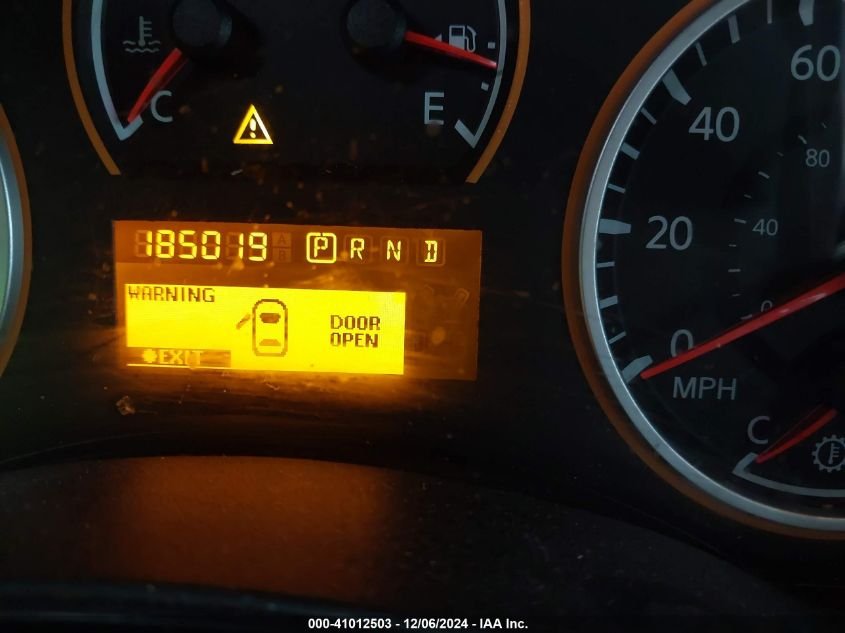 60
40
80
C
E
20
40
185019 P R N D
WARNING
0
DOOR
OPEN
0
EXIT
MPH
C
000-41012503 - 12/06/2024 - IAA Inc.